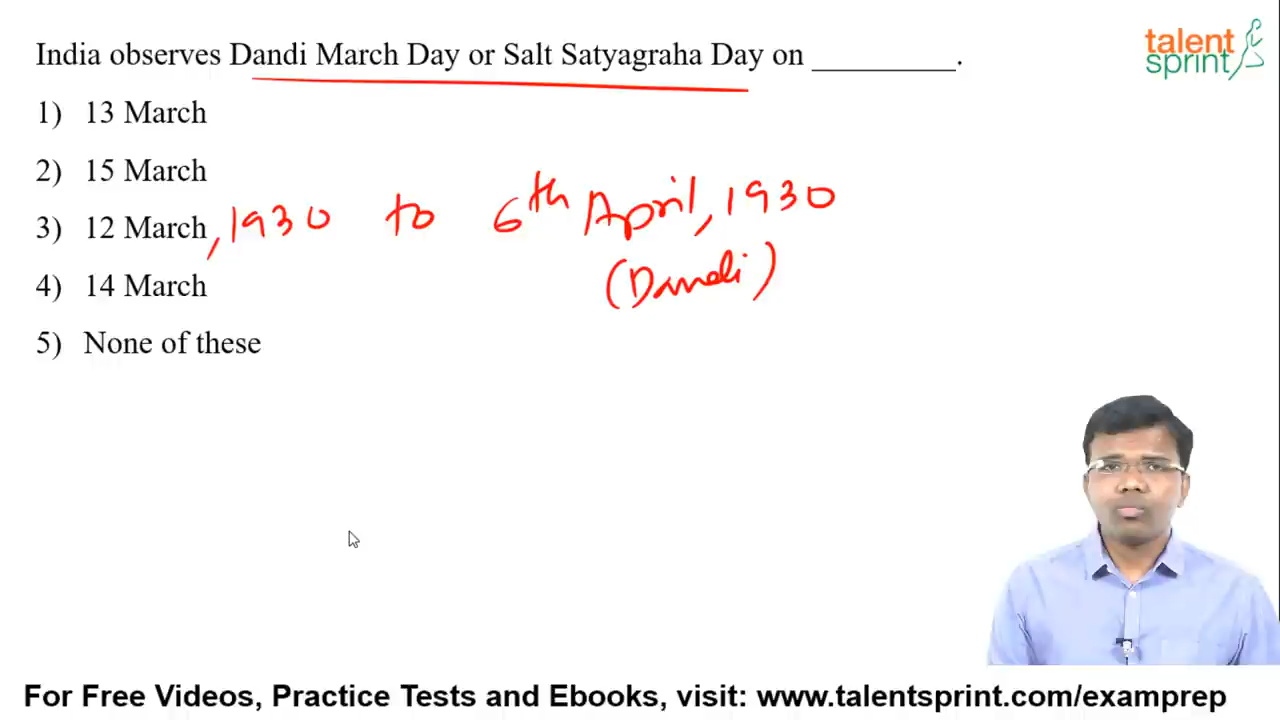 India observes Dandi March Day or Salt Satyagraha Day on _________.
talent
sprint
1) 13 March
2) 15 March
3) 12 March, 1930 to 6th April, 1930
(Dandi)
4) 14 March
5) None of these
For Free Videos, Practice Tests and Ebooks, visit: www.talentsprint.com/examprep